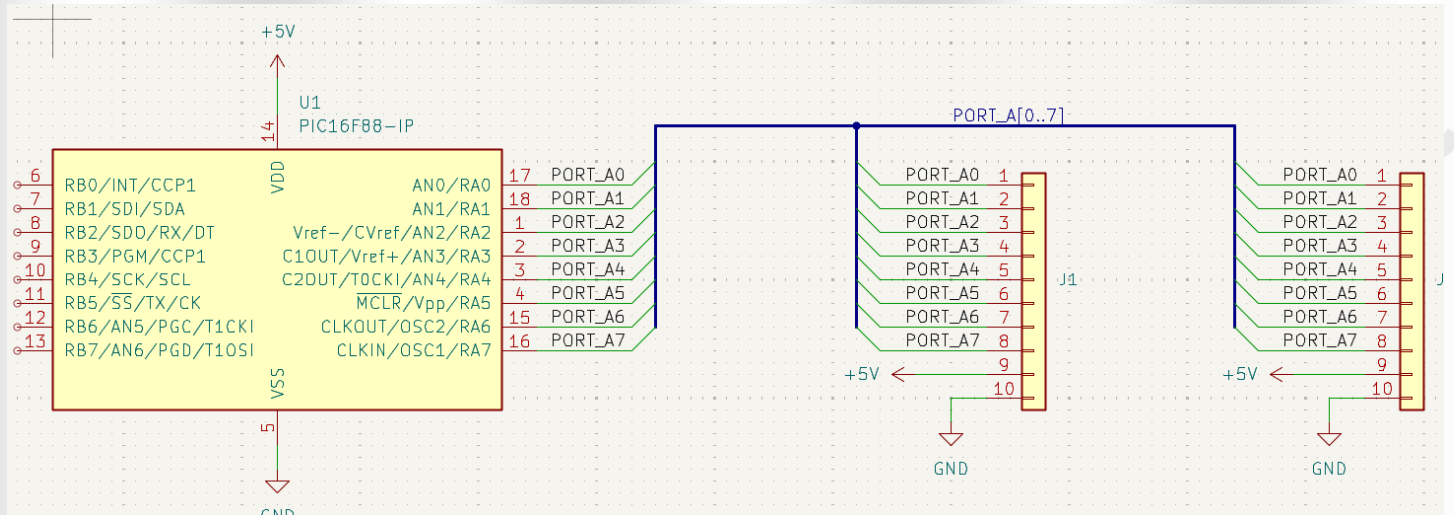 +5V
U1
PIC16F88-IP
14
VDD
6 RB0/INT/CCP1 AN0/RA0 17 PORT_A0
7 RB1/SDI/SDA AN1/RA1 18 PORT_A1
8 RB2/SDO/RX/DT Vref-/CVref/AN2/RA2 1 PORT_A2
9 RB3/PGM/CCP1 C1OUT/Vref+/AN3/RA3 2 PORT_A3
10 RB4/SCK/SCL C2OUT/T0CKI/AN4/RA4 3 PORT_A4
11 RB5/SS/TX/CK MCLR/Vpp/RA5 4 PORT_A5
12 RB6/AN5/PGC/T1CKI CLKOUT/OSC2/RA6 15 PORT_A6
13 RB7/AN6/PGD/T1OSI CLKIN/OSC1/RA7 16 PORT_A7
VSS
5
GND
PORT_A[0..7]
PORT_A0 1
PORT_A1 2
PORT_A2 3
PORT_A3 4
PORT_A4 5
PORT_A5 6
PORT_A6 7
PORT_A7 8
+5V 9
10
J1
GND
PORT_A0 1
PORT_A1 2
PORT_A2 3
PORT_A3 4
PORT_A4 5
PORT_A5 6
PORT_A6 7
PORT_A7 8
+5V 9
10
GND